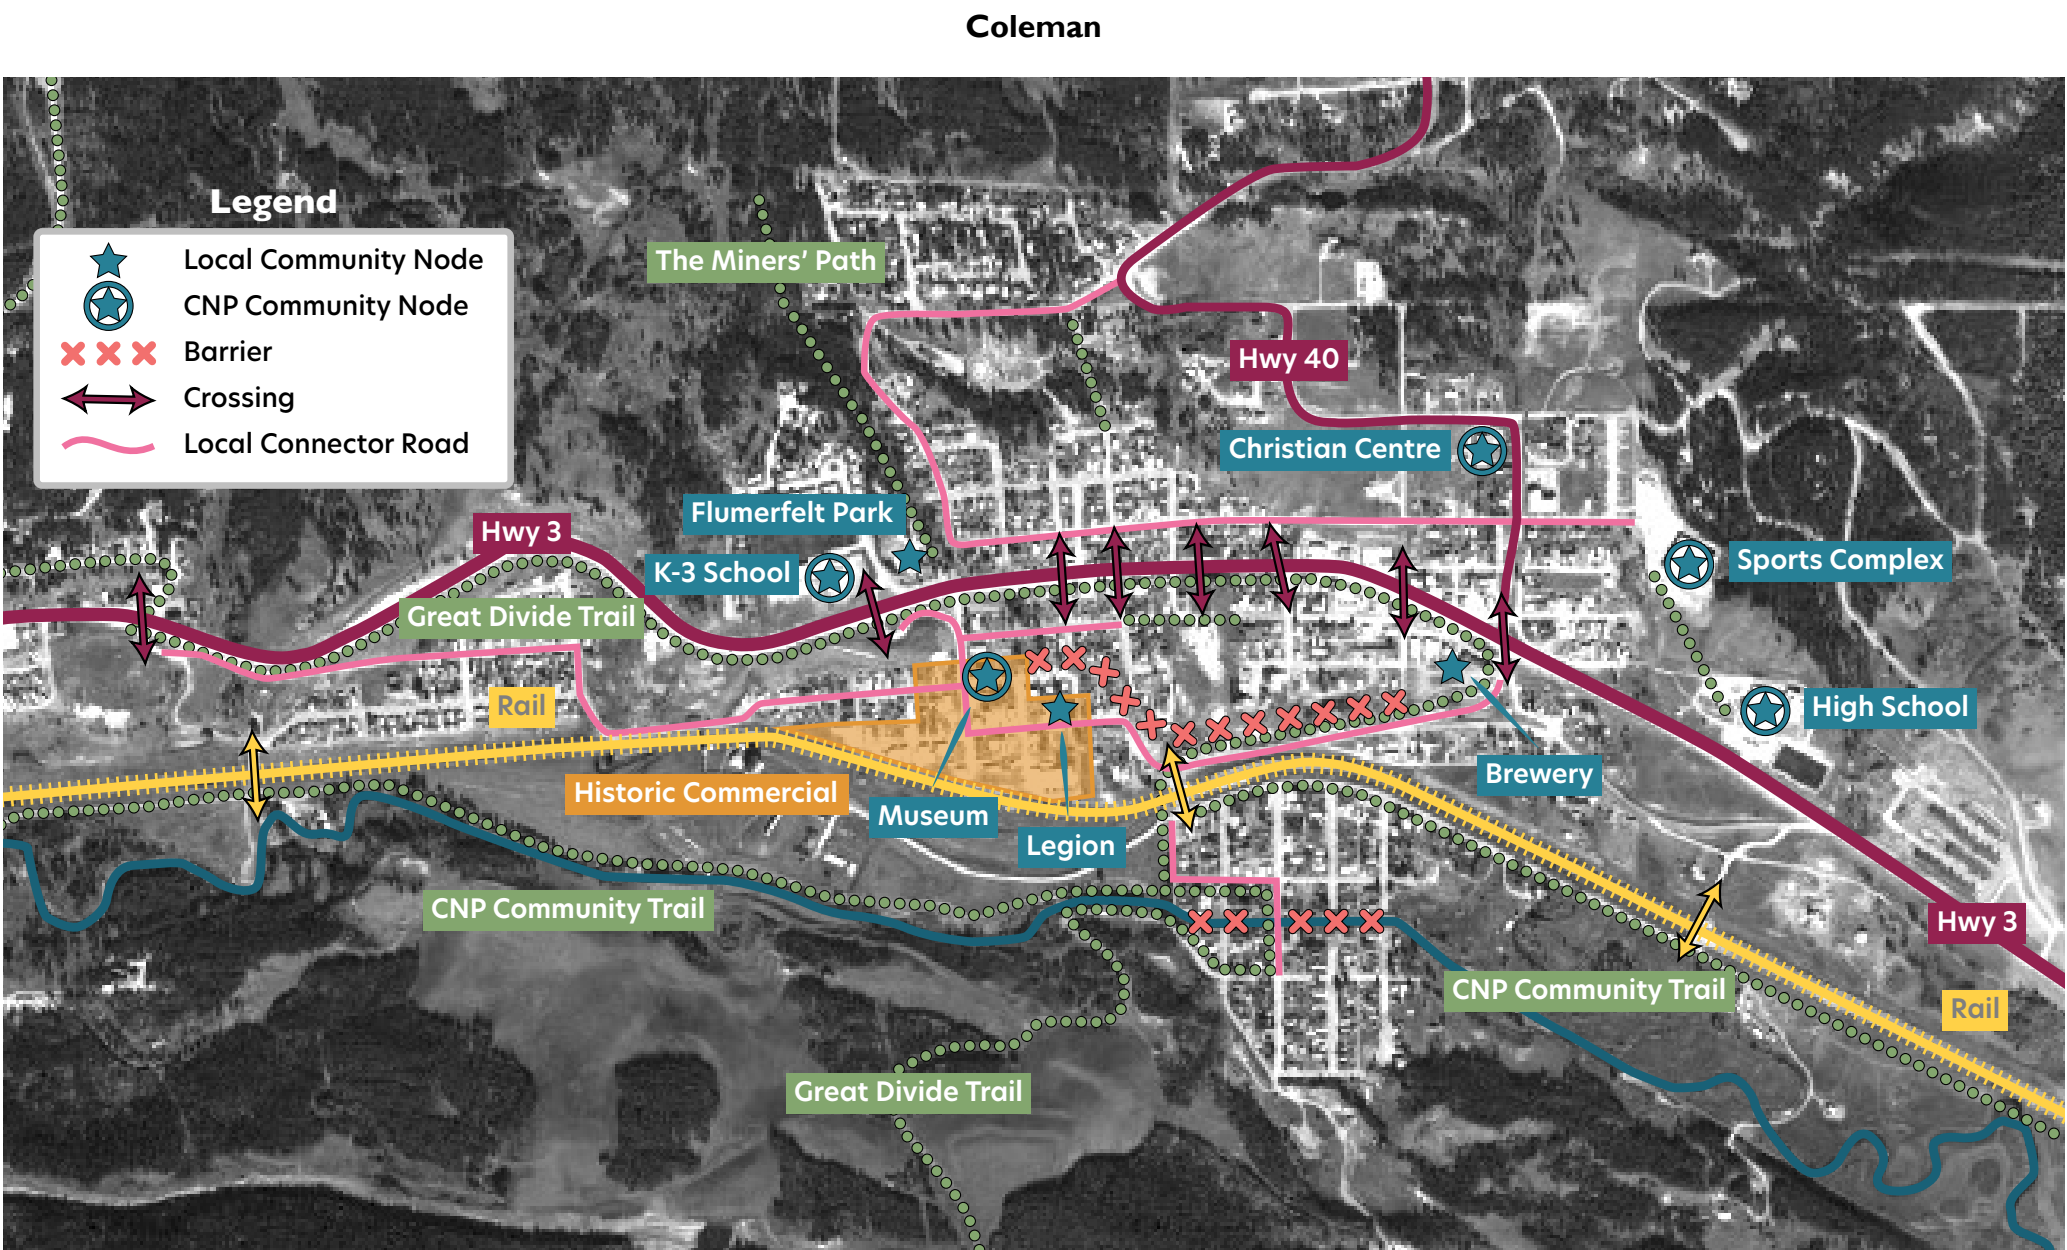 Coleman
Legend
Local Community Node
CNP Community Node
Barrier
Crossing
Local Connector Road
The Miners' Path
Hwy 40
Christian Centre
Flumerfelt Park
Hwy 3
K-3 School
Sports Complex
Great Divide Trail
Rail
High School
Historic Commercial
Museum
Brewery
Legion
CNP Community Trail
Hwy 3
CNP Community Trail
Rail
Great Divide Trail